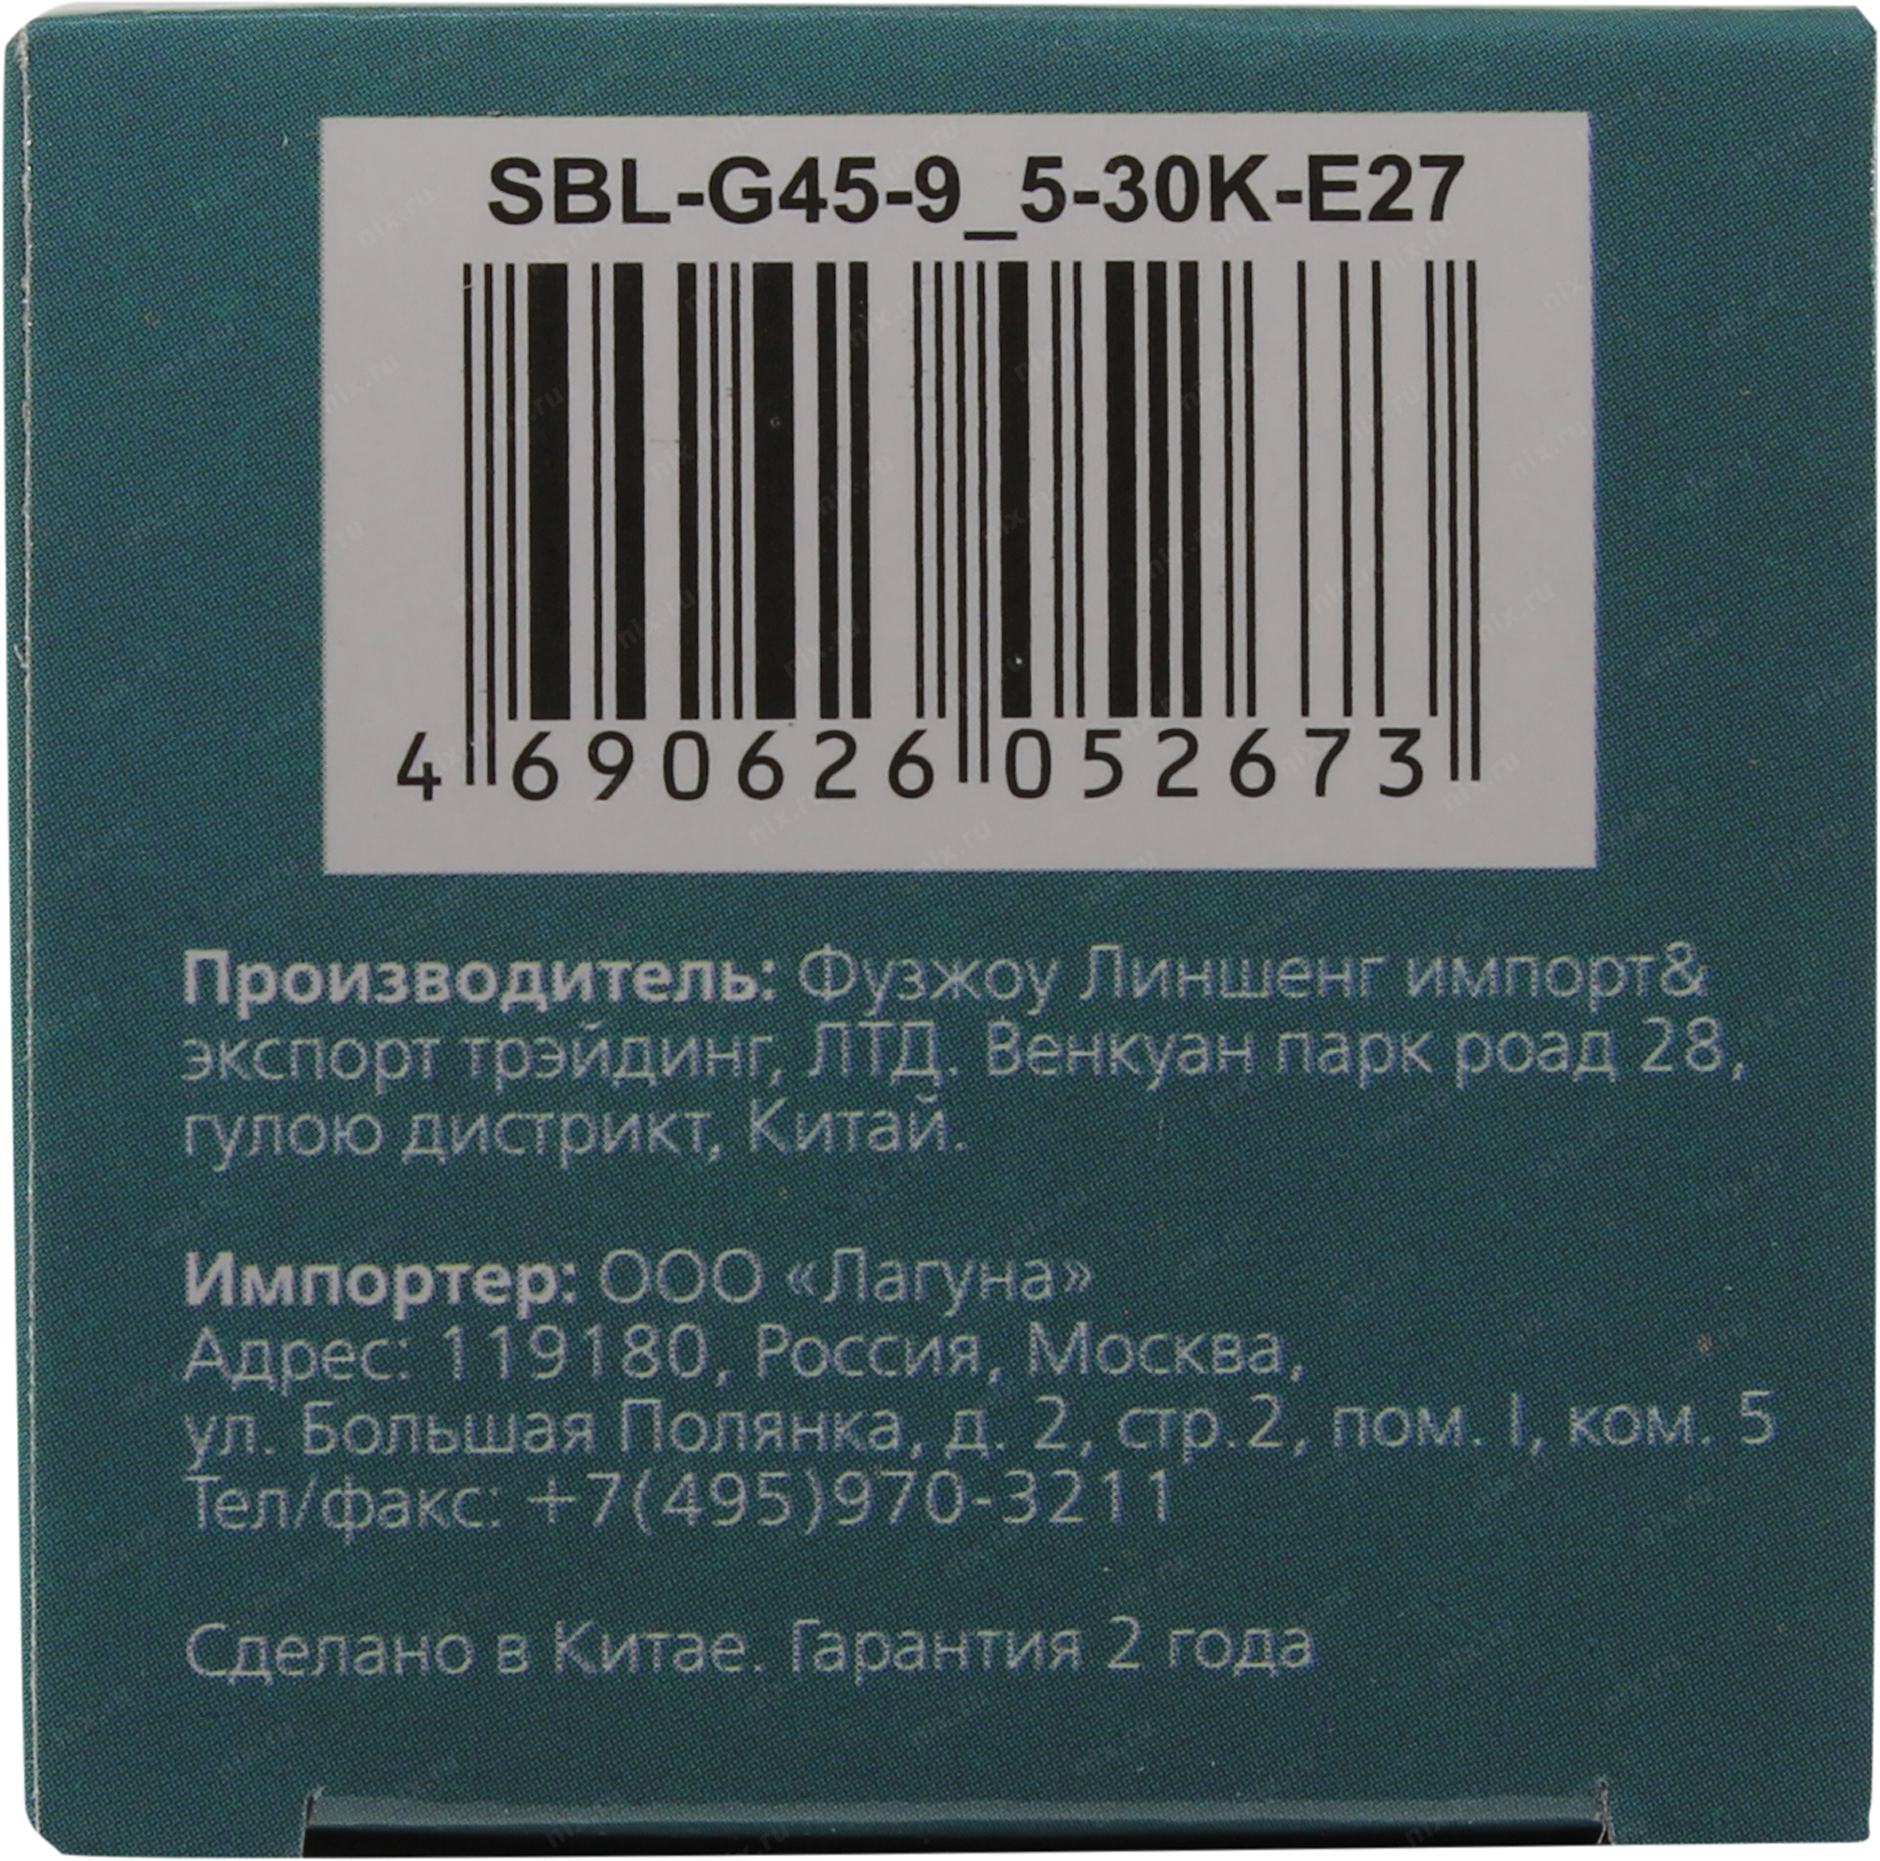 SBL-G45-9_5-30K-E27
4 690626 052673
Производитель: Фузжоу Линшенг импорт&
экспорт трэйдинг, ЛТД. Венкуан парк роад 28,
гулою дистрикт, Китай.
Импортер: ООО «Лагуна»
Адрес: 119180, Россия, Москва,
ул. Большая Полянка, д. 2, стр.2, пом. I, ком. 5
Тел/факс: +7(495)970-3211
Сделано в Китае. Гарантия 2 года